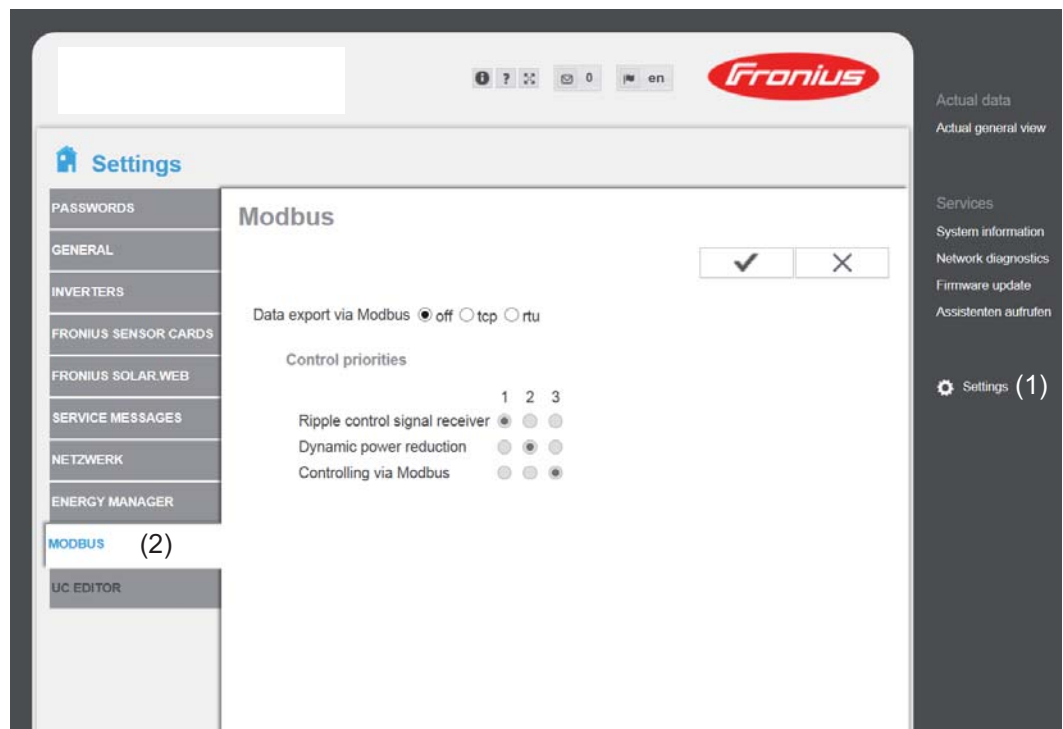 i ? 0 en Fronius
Settings
PASSWORDS
GENERAL
INVERTERS
FRONIUS SENSOR CARDS
FRONIUS SOLAR.WEB
SERVICE MESSAGES
NETZWERK
ENERGY MANAGER
MODBUS (2)
UC EDITOR
Modbus
Data export via Modbus off tcp rtu
Control priorities
1 2 3
Ripple control signal receiver
Dynamic power reduction
Controlling via Modbus
Actual data
Actual general view
Services
System information
Network diagnostics
Firmware update
Assistenten aufrufen
Settings (1)